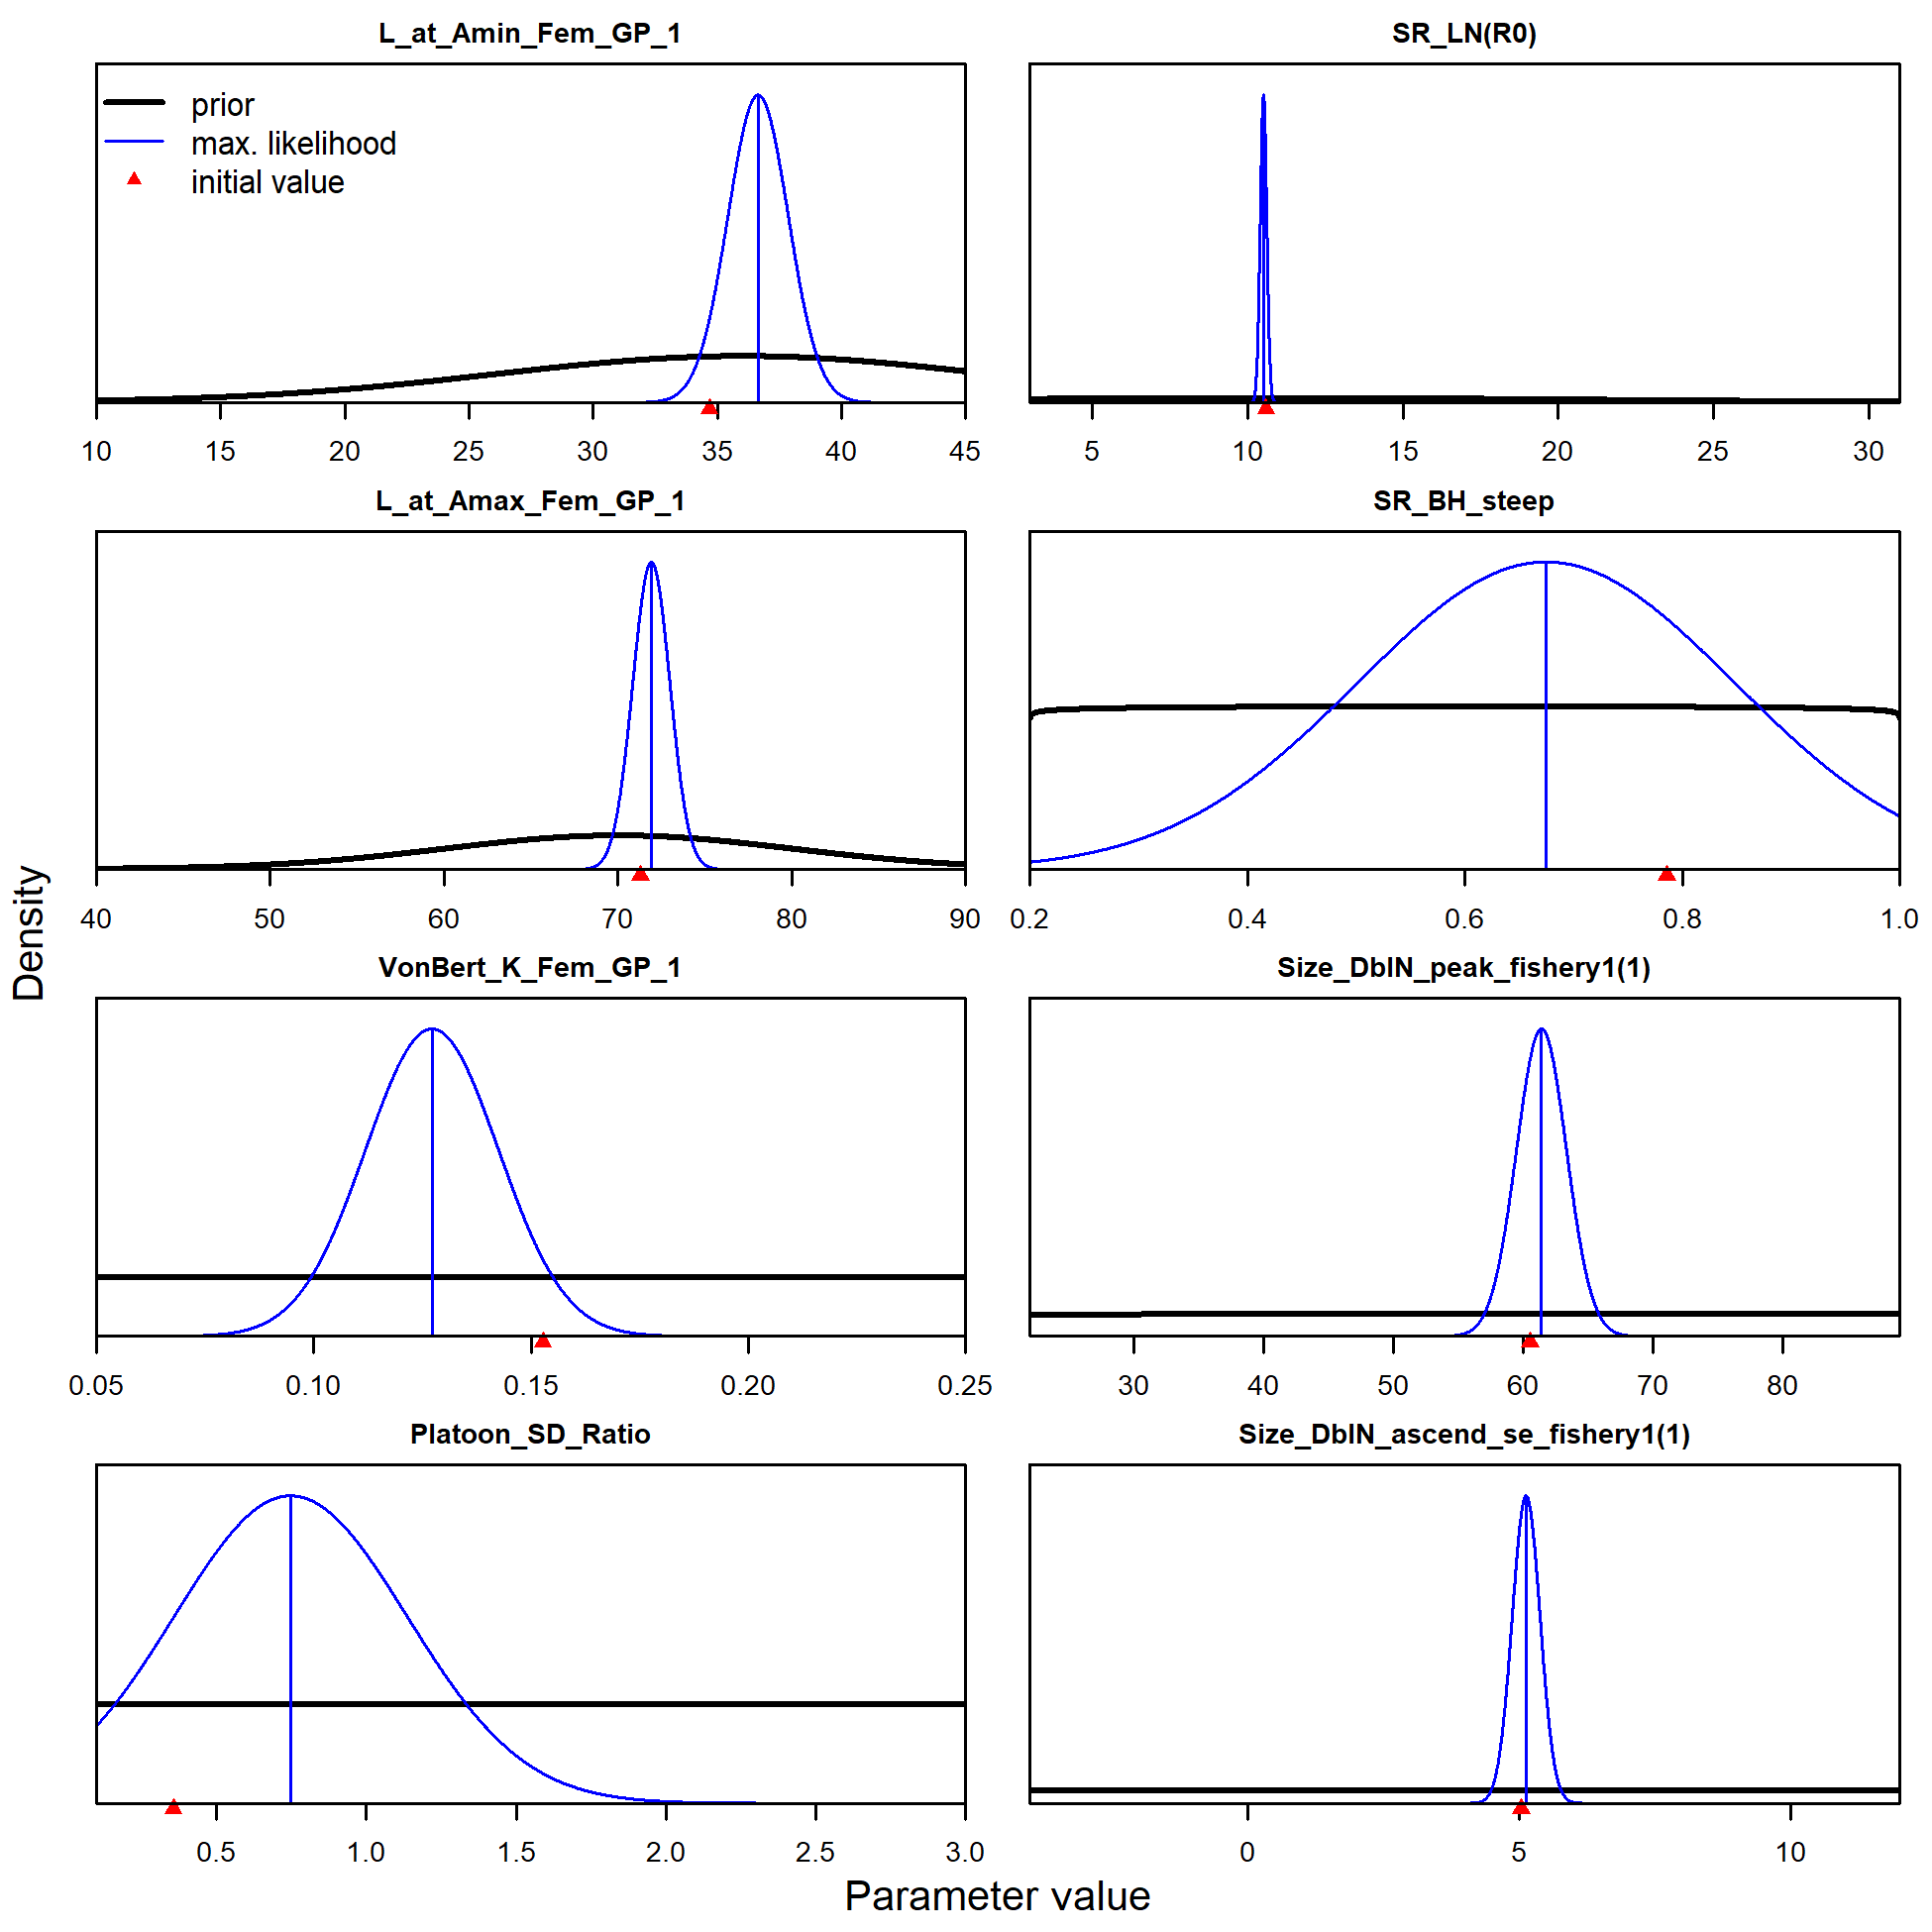 L_at_Amin_Fem_GP_1
prior
max. likelihood
initial value
10 15 20 25 30 35 40 45
SR_LN(R0)
5 10 15 20 25 30
L_at_Amax_Fem_GP_1
40 50 60 70 80 90
SR_BH_steep
0.2 0.4 0.6 0.8 1.0
VonBert_K_Fem_GP_1
0.05 0.10 0.15 0.20 0.25
Size_DblN_peak_fishery1(1)
30 40 50 60 70 80
Platoon_SD_Ratio
0.5 1.0 1.5 2.0 2.5 3.0
Size_DblN_ascend_se_fishery1(1)
0 5 10
Density
Parameter value